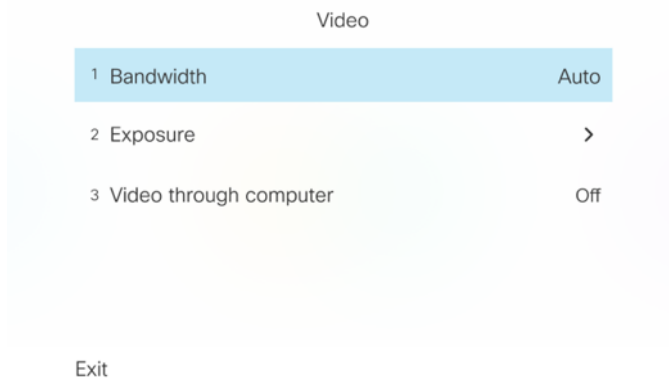 Video
1 Bandwidth Auto
2 Exposure >
3 Video through computer Off
Exit